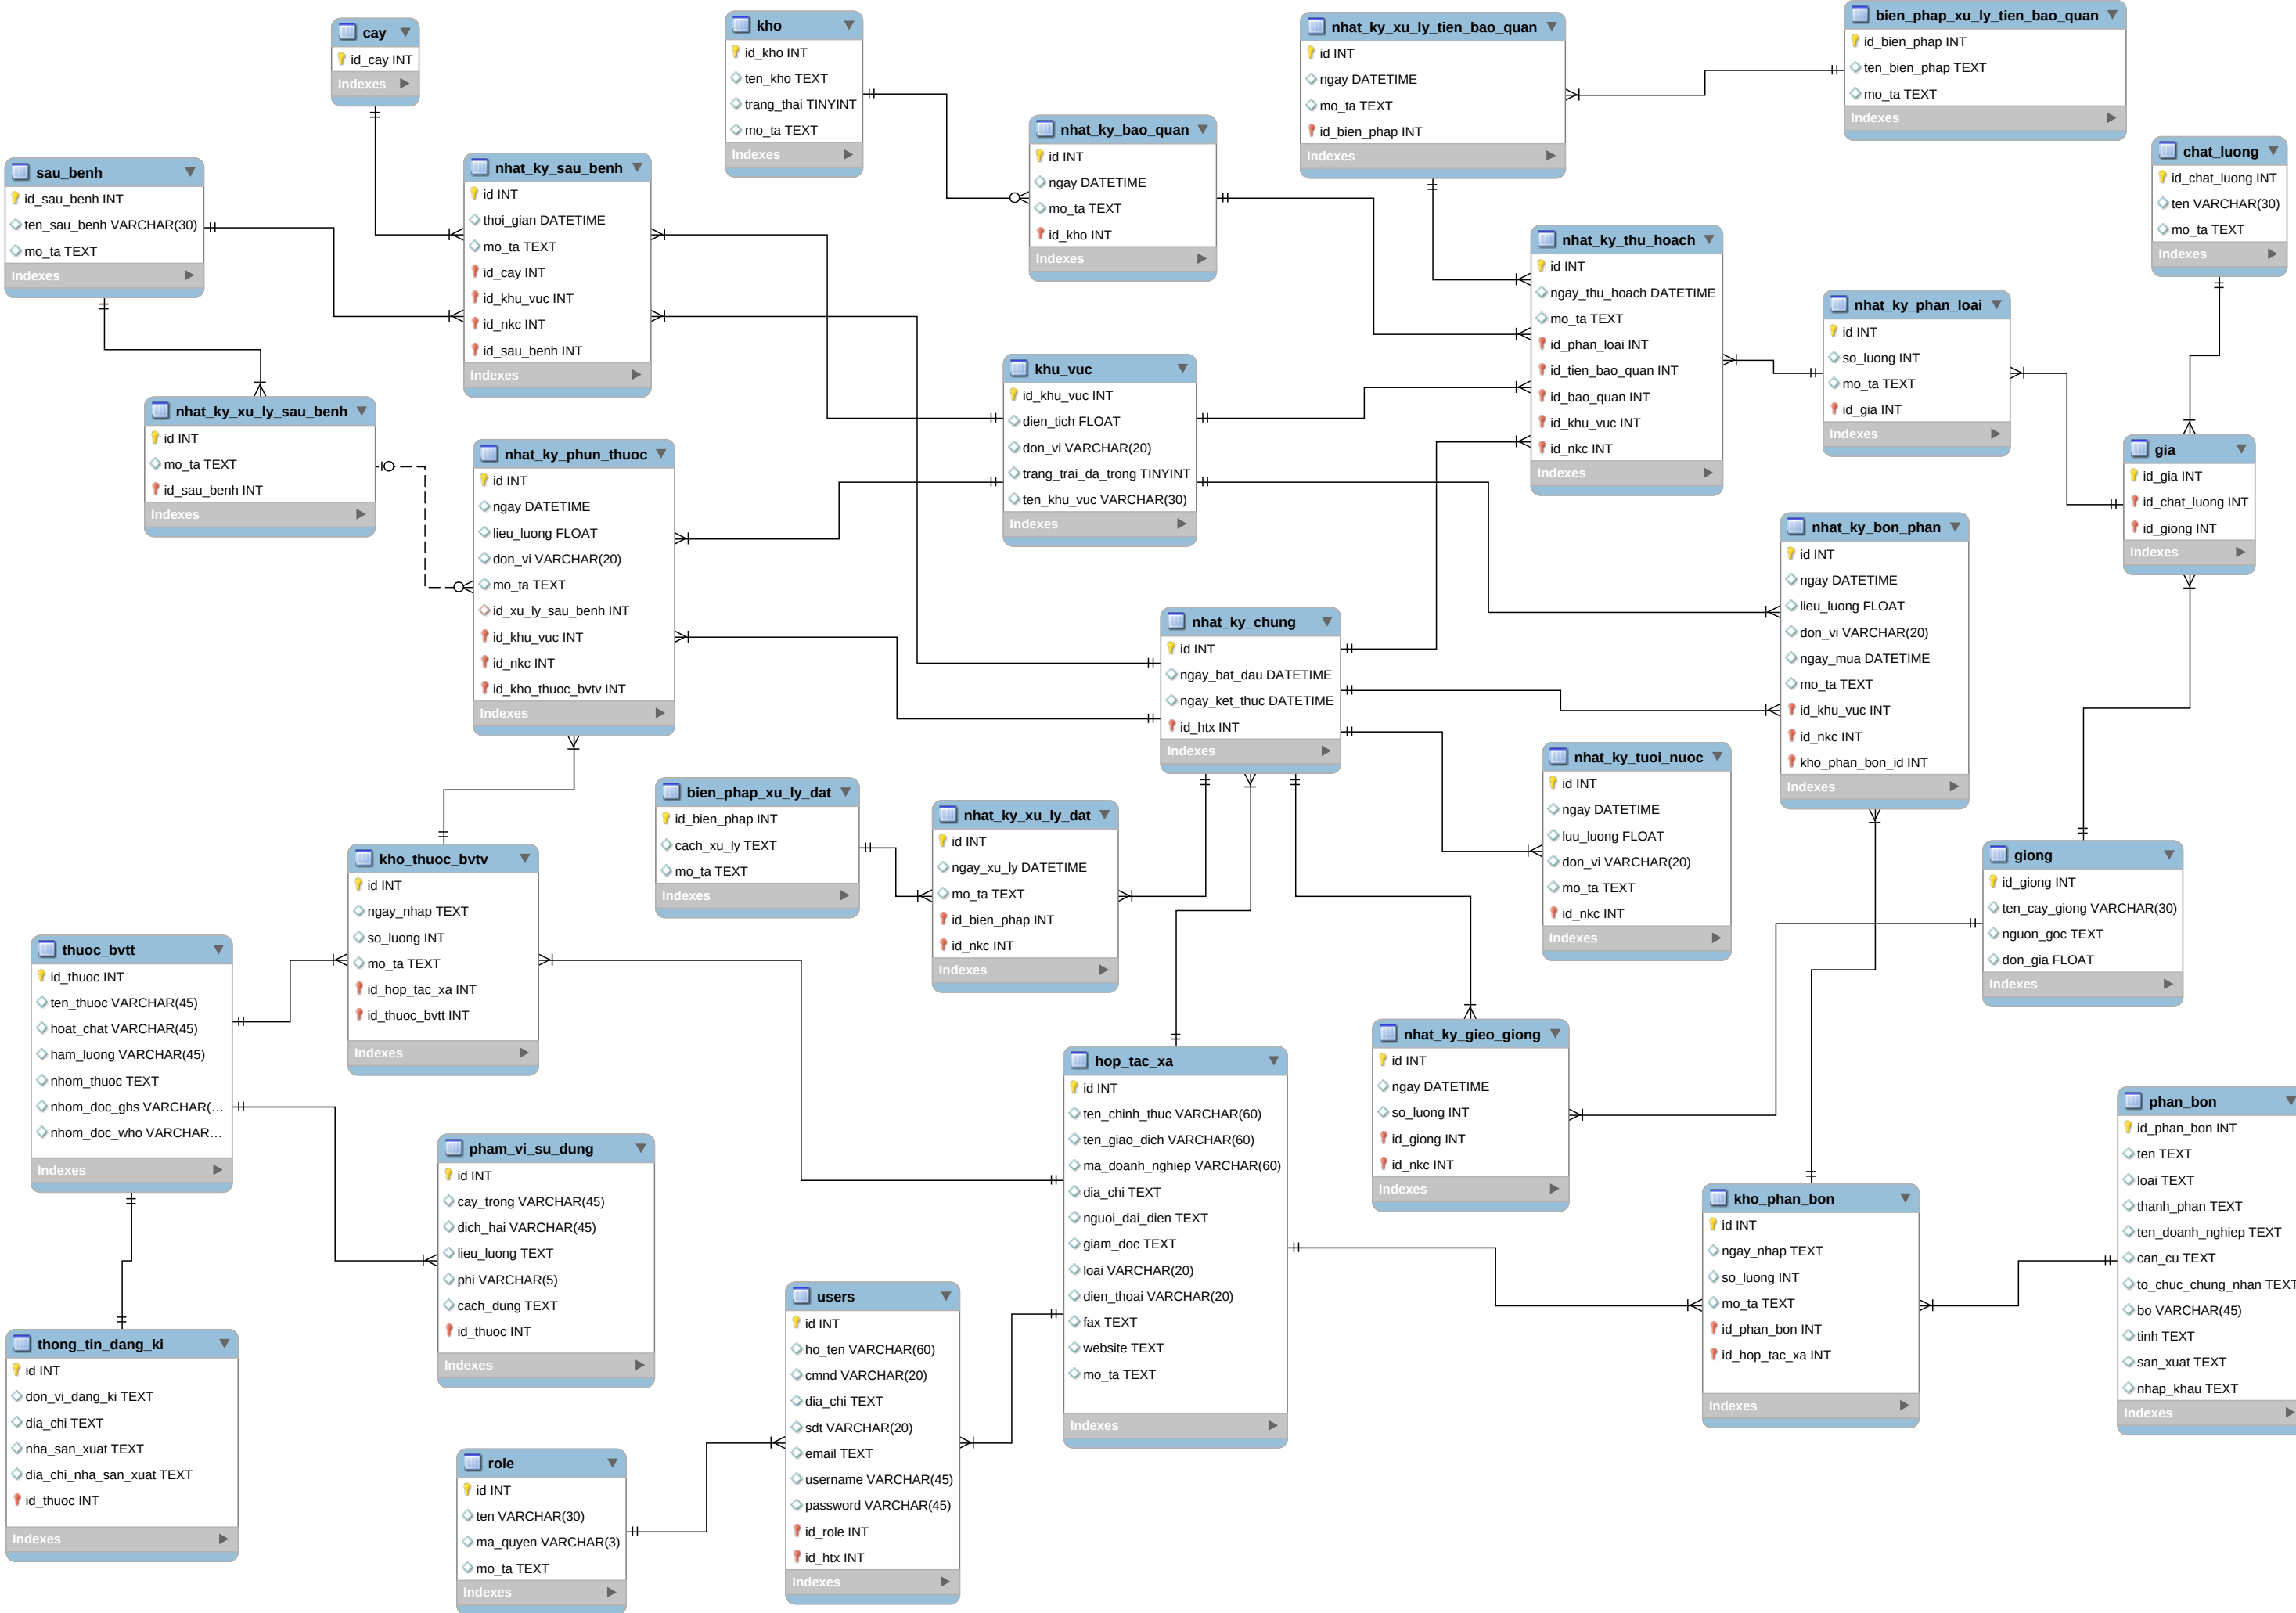 cay
id_cay INT
Indexes
kho
id_kho INT
ten_kho TEXT
trang_thai TINYINT
mo_ta TEXT
Indexes
nhat_ky_xu_ly_tien_bao_quan
id INT
ngay DATETIME
mo_ta TEXT
id_bien_phap INT
Indexes
bien_phap_xu_ly_tien_bao_quan
id_bien_phap INT
ten_bien_phap TEXT
mo_ta TEXT
Indexes
sau_benh
id_sau_benh INT
ten_sau_benh VARCHAR(30)
mo_ta TEXT
Indexes
nhat_ky_sau_benh
id INT
thoi_gian DATETIME
mo_ta TEXT
id_cay INT
id_khu_vuc INT
id_nkc INT
id_sau_benh INT
Indexes
nhat_ky_bao_quan
id INT
ngay DATETIME
mo_ta TEXT
id_kho INT
Indexes
chat_luong
id_chat_luong INT
ten VARCHAR(30)
mo_ta TEXT
Indexes
nhat_ky_thu_hoach
id INT
ngay_thu_hoach DATETIME
mo_ta TEXT
id_phan_loai INT
id_tien_bao_quan INT
id_bao_quan INT
id_khu_vuc INT
id_nkc INT
Indexes
nhat_ky_phan_loai
id INT
so_luong INT
mo_ta TEXT
id_gia INT
Indexes
khu_vuc
id_khu_vuc INT
dien_tich FLOAT
don_vi VARCHAR(20)
trang_trai_da_trong TINYINT
ten_khu_vuc VARCHAR(30)
Indexes
nhat_ky_xu_ly_sau_benh
id INT
mo_ta TEXT
id_sau_benh INT
Indexes
nhat_ky_phun_thuoc
id INT
ngay DATETIME
lieu_luong FLOAT
don_vi VARCHAR(20)
mo_ta TEXT
id_xu_ly_sau_benh INT
id_khu_vuc INT
id_nkc INT
id_kho_thuoc_bvtv INT
Indexes
gia
id_gia INT
id_chat_luong INT
id_giong INT
Indexes
nhat_ky_bon_phan
id INT
ngay DATETIME
lieu_luong FLOAT
don_vi VARCHAR(20)
ngay_mua DATETIME
mo_ta TEXT
id_khu_vuc INT
id_nkc INT
kho_phan_bon_id INT
Indexes
nhat_ky_chung
id INT
ngay_bat_dau DATETIME
ngay_ket_thuc DATETIME
id_htx INT
Indexes
nhat_ky_tuoi_nuoc
id INT
ngay DATETIME
luu_luong FLOAT
don_vi VARCHAR(20)
mo_ta TEXT
id_nkc INT
Indexes
bien_phap_xu_ly_dat
id_bien_phap INT
cach_xu_ly TEXT
mo_ta TEXT
Indexes
nhat_ky_xu_ly_dat
id INT
ngay_xu_ly DATETIME
mo_ta TEXT
id_bien_phap INT
id_nkc INT
Indexes
kho_thuoc_bvtv
id INT
ngay_nhap TEXT
so_luong INT
mo_ta TEXT
id_hop_tac_xa INT
id_thuoc_bvtt INT
Indexes
giong
id_giong INT
ten_cay_giong VARCHAR(30)
nguon_goc TEXT
don_gia FLOAT
Indexes
thuoc_bvtt
id_thuoc INT
ten_thuoc VARCHAR(45)
hoat_chat VARCHAR(45)
ham_luong VARCHAR(45)
nhom_thuoc TEXT
nhom_doc_ghs VARCHAR(...
nhom_doc_who VARCHAR...
Indexes
nhat_ky_gieo_giong
id INT
ngay DATETIME
so_luong INT
id_giong INT
id_nkc INT
Indexes
hop_tac_xa
id INT
ten_chinh_thuc VARCHAR(60)
ten_giao_dich VARCHAR(60)
ma_doanh_nghiep VARCHAR(60)
dia_chi TEXT
nguoi_dai_dien TEXT
giam_doc TEXT
loai VARCHAR(20)
dien_thoai VARCHAR(20)
fax TEXT
website TEXT
mo_ta TEXT
Indexes
phan_bon
id_phan_bon INT
ten TEXT
loai TEXT
thanh_phan TEXT
ten_doanh_nghiep TEXT
can_cu TEXT
to_chuc_chung_nhan TEXT
bo VARCHAR(45)
tinh TEXT
san_xuat TEXT
nhap_khau TEXT
Indexes
pham_vi_su_dung
id INT
cay_trong VARCHAR(45)
dich_hai VARCHAR(45)
lieu_luong TEXT
phi VARCHAR(5)
cach_dung TEXT
id_thuoc INT
Indexes
kho_phan_bon
id INT
ngay_nhap TEXT
so_luong INT
mo_ta TEXT
id_phan_bon INT
id_hop_tac_xa INT
Indexes
users
id INT
ho_ten VARCHAR(60)
cmnd VARCHAR(20)
dia_chi TEXT
sdt VARCHAR(20)
email TEXT
username VARCHAR(45)
password VARCHAR(45)
id_role INT
id_htx INT
Indexes
thong_tin_dang_ki
id INT
don_vi_dang_ki TEXT
dia_chi TEXT
nha_san_xuat TEXT
dia_chi_nha_san_xuat TEXT
id_thuoc INT
Indexes
role
id INT
ten VARCHAR(30)
ma_quyen VARCHAR(3)
mo_ta TEXT
Indexes